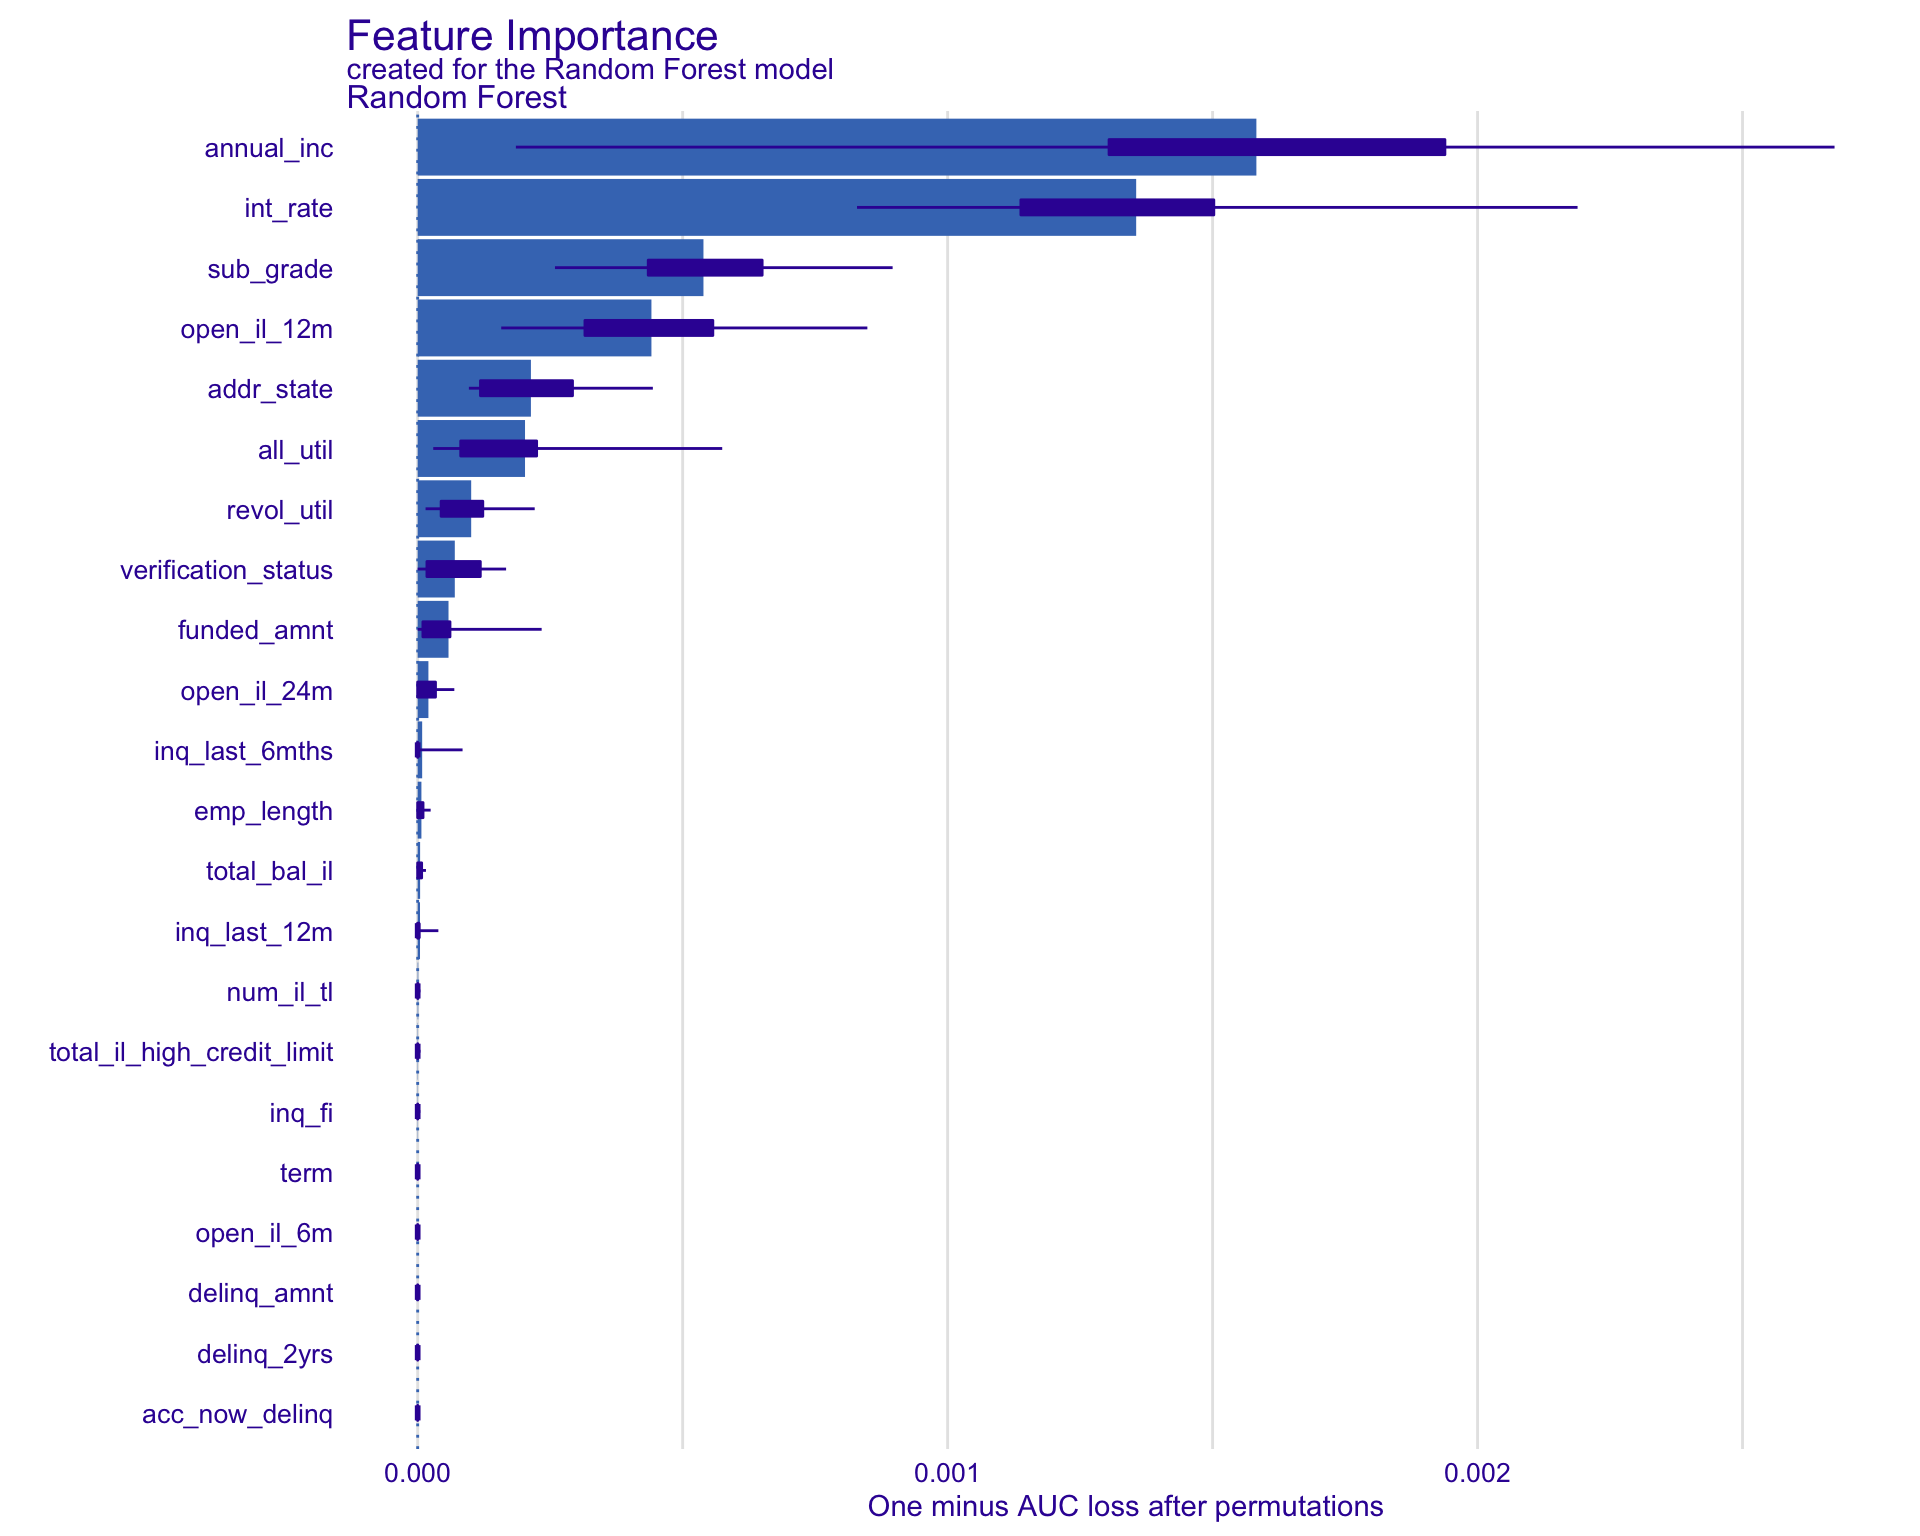 Feature Importance
created for the Random Forest model
Random Forest
annual_inc
int_rate
sub_grade
open_il_12m
addr_state
all_util
revol_util
verification_status
funded_amnt
open_il_24m
inq_last_6mths
emp_length
total_bal_il
inq_last_12m
num_il_tl
total_il_high_credit_limit
inq_fi
term
open_il_6m
delinq_amnt
delinq_2yrs
acc_now_delinq
0.000 0.001 0.002
One minus AUC loss after permutations